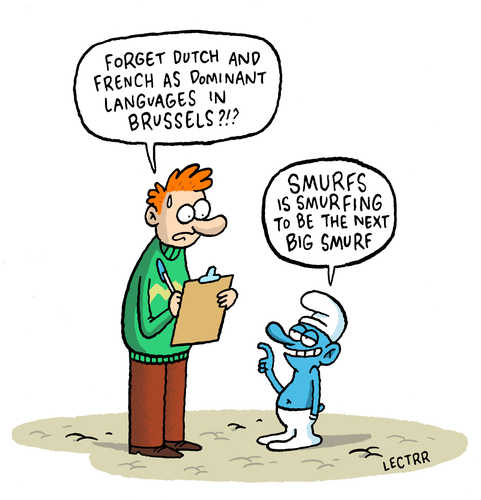 FORGET DUTCH AND
FRENCH AS DOMINANT
LANGUAGES IN
BRUSSELS?!?
SMURFS
IS SMURFING
TO BE THE NEXT
BIG SMURF
LECTRR